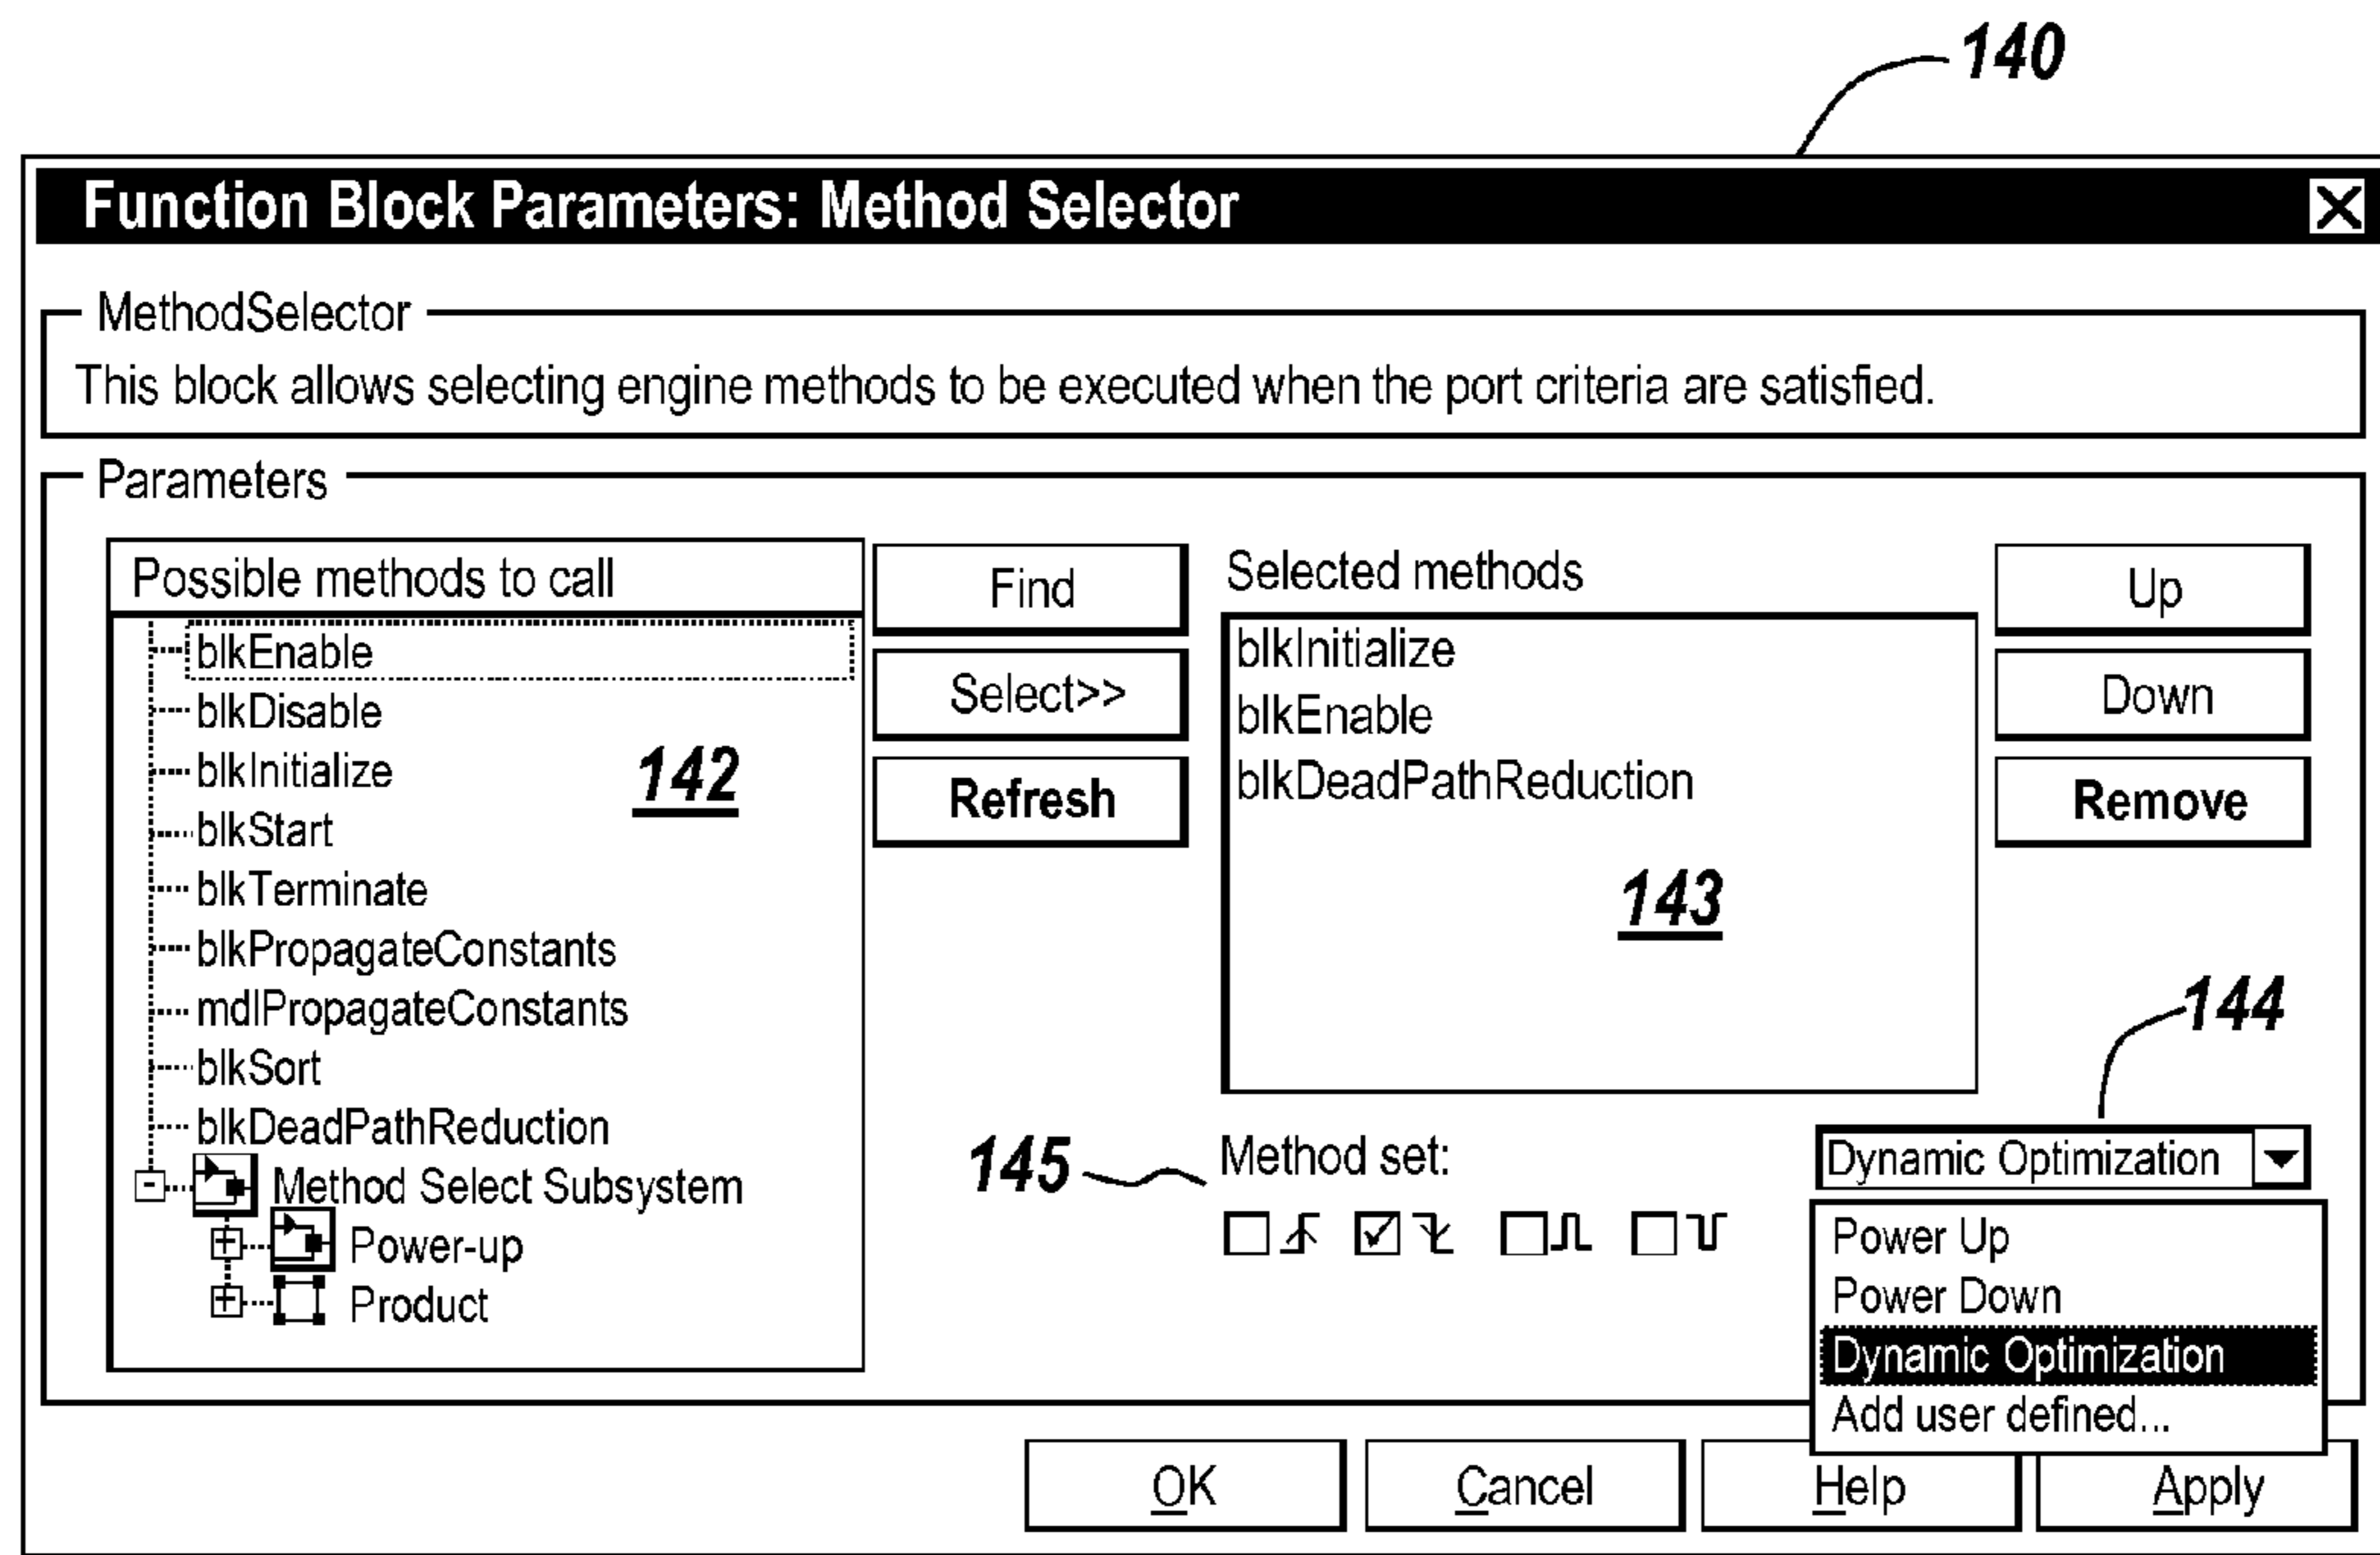 140
Function Block Parameters: Method Selector
MethodSelector
This block allows selecting engine methods to be executed when the port criteria are satisfied.
Parameters
Possible methods to call
blkEnable
blkDisable
blkInitialize
blkStart
blkTerminate
blkPropagateConstants
mdlPropagateConstants
blkSort
blkDeadPathReduction
Method Select Subsystem
Power-up
Product
142
Find
Select>>
Refresh
Selected methods
blkInitialize
blkEnable
blkDeadPathReduction
143
Up
Down
Remove
144
145
Method set:
Dynamic Optimization
Power Up
Power Down
Dynamic Optimization
Add user defined...
OK
Cancel
Help
Apply